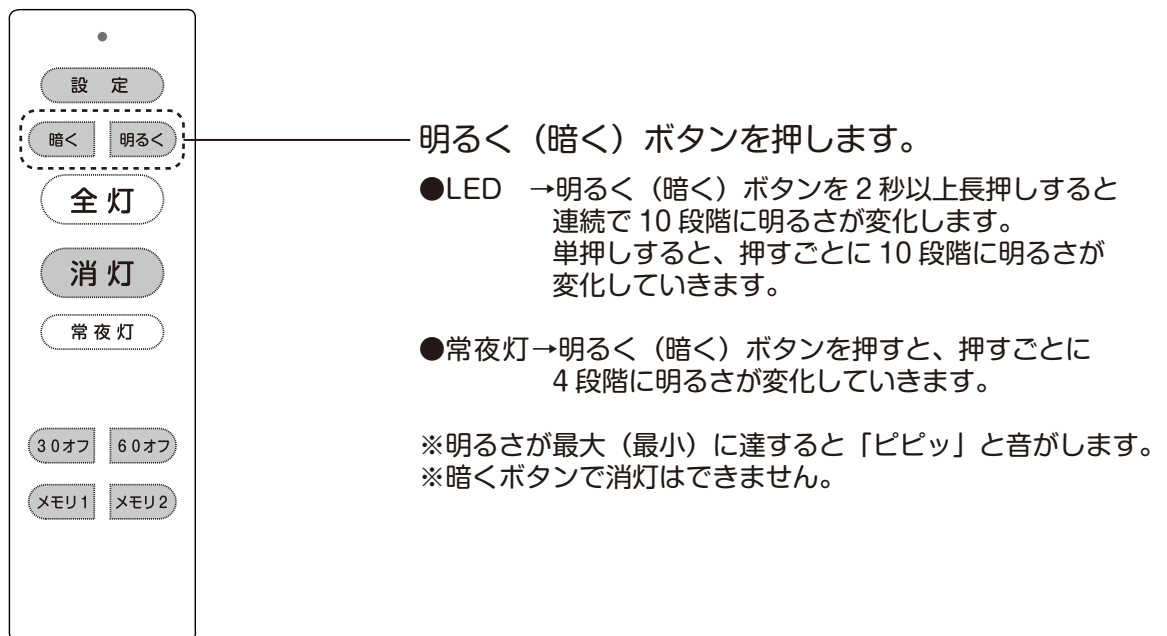 設 定
暗く 明るく
全灯
消灯
常夜灯
30オフ 60オフ
メモリ1 メモリ2
明るく（暗く）ボタンを押します。
●LED →明るく（暗く）ボタンを2秒以上長押しすると
連続で10段階に明るさが変化します。
単押しすると、押すごとに10段階に明るさが
変化していきます。
●常夜灯→明るく（暗く）ボタンを押すと、押すごとに
4段階に明るさが変化していきます。
※明るさが最大（最小）に達すると「ピピッ」と音がします。
※暗くボタンで消灯はできません。